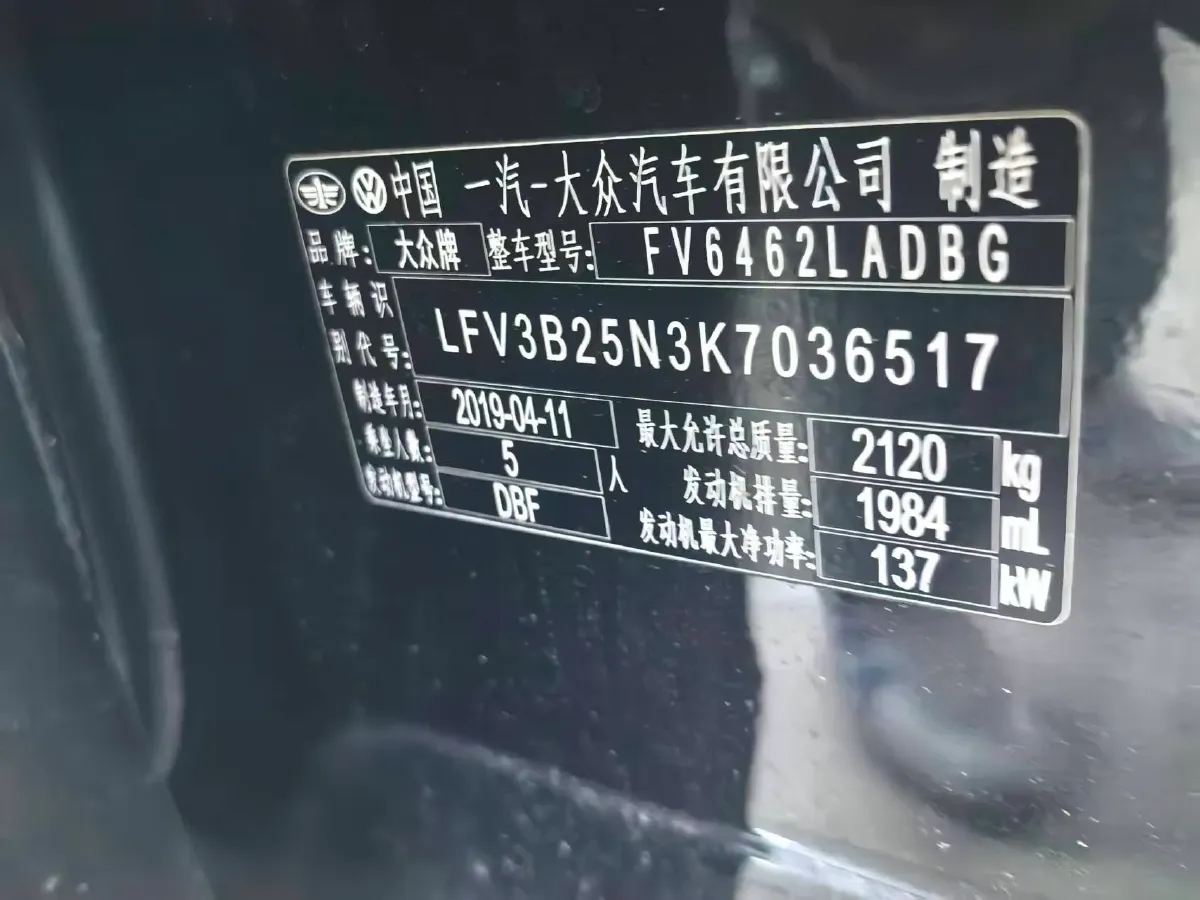 中国 一汽-大众汽车有限公司 制造
品牌: 大众牌 整车型号: FV6462LADBG
车辆识别代号: LFV3B25N3K7036517
制造年月: 2019-04-11 最大允许总质量: 2120 kg
乘坐人数: 5 人 发动机排量: 1984 mL
发动机型号: DBF 发动机最大净功率: 137 kW